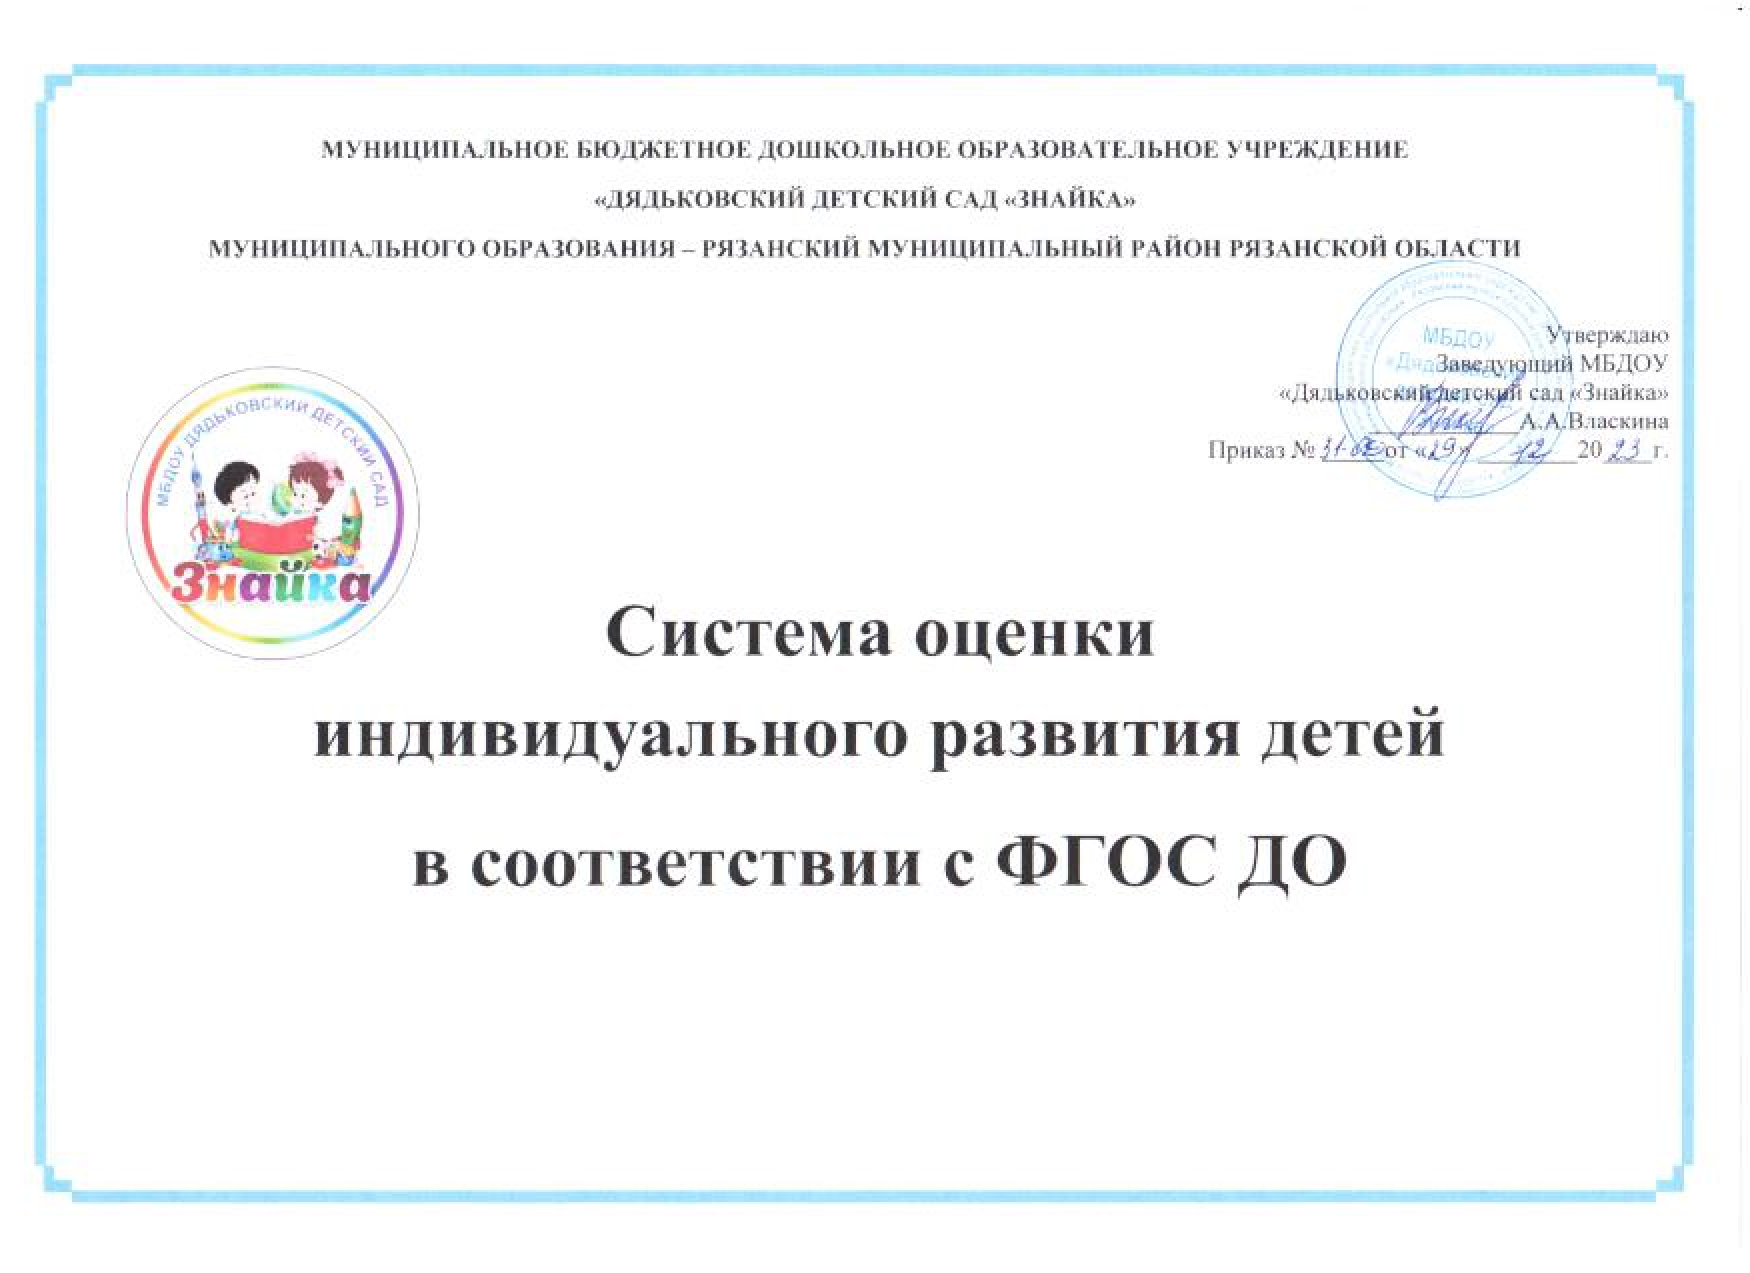 МУНИЦИПАЛЬНОЕ БЮДЖЕТНОЕ ДОШКОЛЬНОЕ ОБРАЗОВАТЕЛЬНОЕ УЧРЕЖДЕНИЕ
«ДЯДЬКОВСКИЙ ДЕТСКИЙ САД «ЗНАЙКА»
МУНИЦИПАЛЬНОГО ОБРАЗОВАНИЯ – РЯЗАНСКИЙ МУНИЦИПАЛЬНЫЙ РАЙОН РЯЗАНСКОЙ ОБЛАСТИ
МБДОУ
Утверждаю
Заведующий МБДОУ
«Дядьковский детский сад «Знайка»
А.А.Власкина
Приказ № от «29» 12 2023 г.
МБДОУ ДЯДЬКОВСКИЙ ДЕТСКИЙ САД
Знайка
Система оценки
индивидуального развития детей
в соответствии с ФГОС ДО